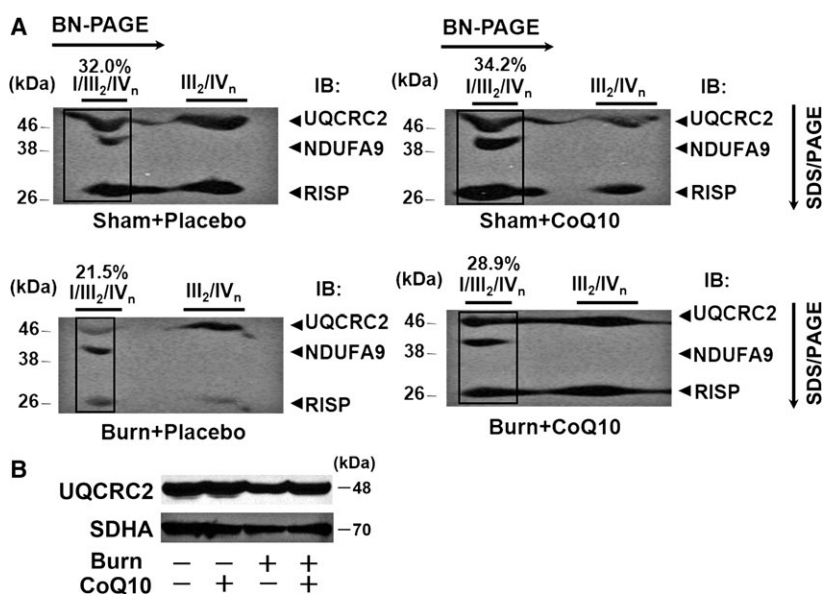 A
BN-PAGE
BN-PAGE
32.0%
(kDa) I/III₂/IVₙ III₂/IVₙ IB:
46
38
26
UQCRC2
NDUFA9
RISP
Sham+Placebo
34.2%
(kDa) I/III₂/IVₙ III₂/IVₙ IB:
46
38
26
UQCRC2
NDUFA9
RISP
SDS/PAGE
Sham+CoQ10
21.5%
(kDa) I/III₂/IVₙ III₂/IVₙ IB:
46
38
26
UQCRC2
NDUFA9
RISP
Burn+Placebo
28.9%
(kDa) I/III₂/IVₙ III₂/IVₙ IB:
46
38
26
UQCRC2
NDUFA9
RISP
SDS/PAGE
Burn+CoQ10
B
(kDa)
UQCRC2 48
SDHA 70
Burn − − + +
CoQ10 − + − +